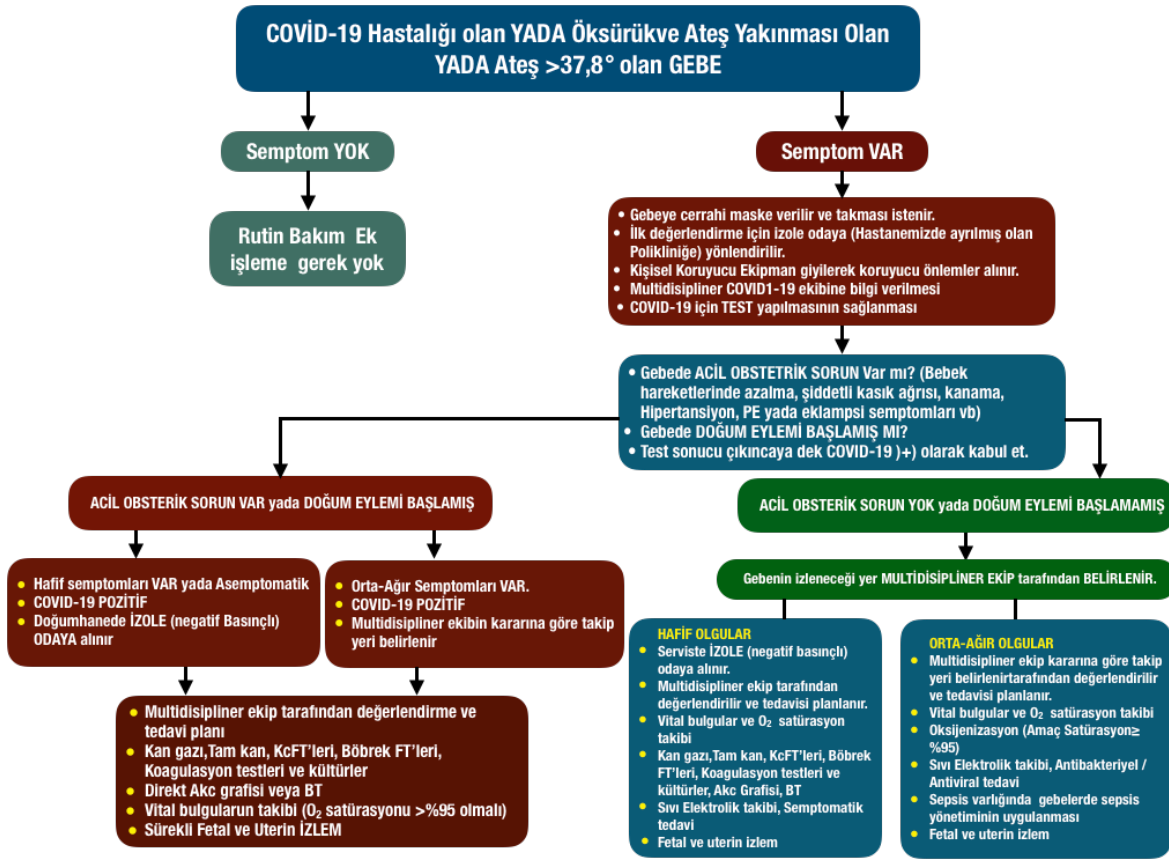 COVİD-19 Hastalığı olan YADA Öksürükve Ateş Yakınması Olan
YADA Ateş >37,8° olan GEBE
Semptom YOK
Semptom VAR
Rutin Bakım Ek
işleme gerek yok
• Gebeye cerrahi maske verilir ve takması istenir.
• İlk değerlendirme için izole odaya (Hastanemizde ayrılmış olan
Polikliniğe) yönlendirilir.
• Kişisel Koruyucu Ekipman giyilerek koruyucu önlemler alınır.
• Multidisipliner COVID1-19 ekibine bilgi verilmesi
• COVID-19 için TEST yapılmasının sağlanması
• Gebede ACİL OBSTETRİK SORUN Var mı? (Bebek
hareketlerinde azalma, şiddetli kasık ağrısı, kanama,
Hipertansiyon, PE yada eklampsi semptomları vb)
• Gebede DOĞUM EYLEMİ BAŞLAMIŞ MI?
• Test sonucu çıkıncaya dek COVID-19 )+) olarak kabul et.
ACİL OBSTERİK SORUN VAR yada DOĞUM EYLEMİ BAŞLAMIŞ
ACİL OBSTERİK SORUN YOK yada DOĞUM EYLEMİ BAŞLAMAMIŞ
• Hafif semptomları VAR yada Asemptomatik
• COVID-19 POZİTİF
• Doğumhanede İZOLE (negatif Basınçlı)
ODAYA alınır
• Orta-Ağır Semptomları VAR.
• COVID-19 POZİTİF
• Multidisipliner ekibin kararına göre takip
yeri belirlenir
Gebenin izleneceği yer MULTİDİSİPLİNER EKİP tarafından BELİRLENİR.
• Multidisipliner ekip tarafından değerlendirme ve
tedavi planı
• Kan gazı,Tam kan, KcFT'leri, Böbrek FT'leri,
Koagulasyon testleri ve kültürler
• Direkt Akc grafisi veya BT
• Vital bulguların takibi (O₂ satürasyonu >%95 olmalı)
• Sürekli Fetal ve Uterin İZLEM
HAFİF OLGULAR
• Serviste İZOLE (negatif basınçlı)
odaya alınır.
• Multidisipliner ekip tarafından
değerlendirilir ve tedavisi planlanır.
• Vital bulgular ve O₂ satürasyon
takibi
• Kan gazı,Tam kan, KcFT'leri, Böbrek
FT'leri, Koagulasyon testleri ve
kültürler, Akc Grafisi, BT
• Sıvı Elektrolik takibi, Semptomatik
tedavi
• Fetal ve uterin izlem
ORTA-AĞIR OLGULAR
• Multidisipliner ekip kararına göre takip
yeri belirlenirtarafından değerlendirilir
ve tedavisi planlanır.
• Vital bulgular ve O₂ satürasyon takibi
• Oksijenizasyon (Amaç Satürasyon≥
%95)
• Sıvı Elektrolik takibi, Antibakteriyel /
Antiviral tedavi
• Sepsis varlığında gebelerde sepsis
yönetiminin uygulanması
• Fetal ve uterin izlem